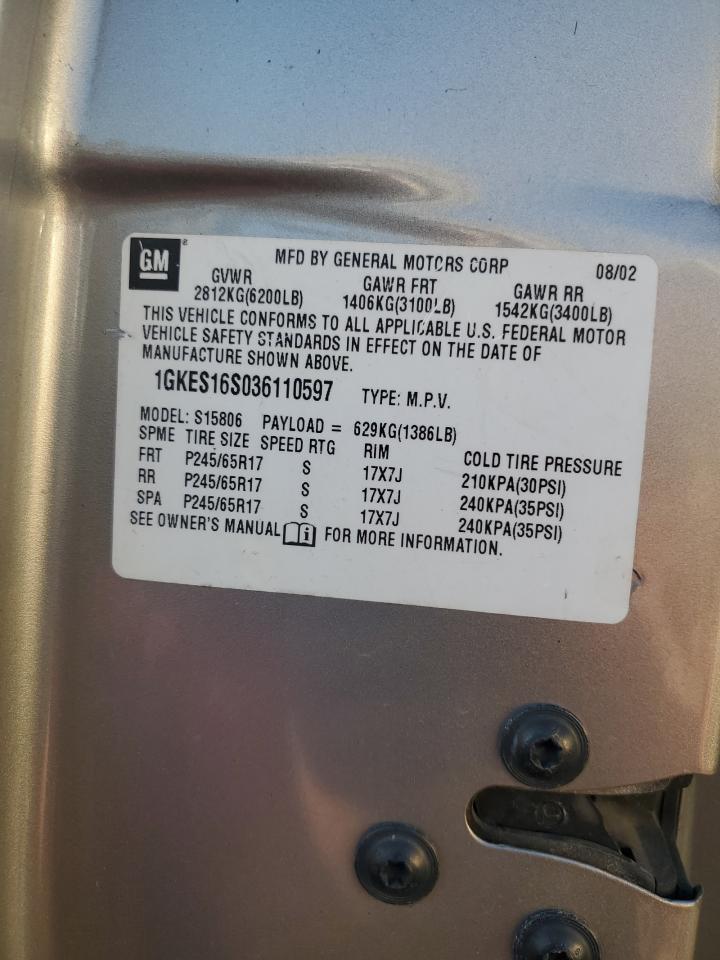 GM ® MFD BY GENERAL MOTORS CORP 08/02
GVWR GAWR FRT GAWR RR
2812KG(6200LB) 1406KG(3100LB) 1542KG(3400LB)
THIS VEHICLE CONFORMS TO ALL APPLICABLE U.S. FEDERAL MOTOR
VEHICLE SAFETY STANDARDS IN EFFECT ON THE DATE OF
MANUFACTURE SHOWN ABOVE.
1GKES16S036110597 TYPE: M.P.V.
MODEL: S15806 PAYLOAD = 629KG(1386LB)
SPME TIRE SIZE SPEED RTG RIM COLD TIRE PRESSURE
FRT P245/65R17 S 17X7J 210KPA(30PSI)
RR P245/65R17 S 17X7J 240KPA(35PSI)
SPA P245/65R17 S 17X7J 240KPA(35PSI)
SEE OWNER'S MANUAL i FOR MORE INFORMATION.